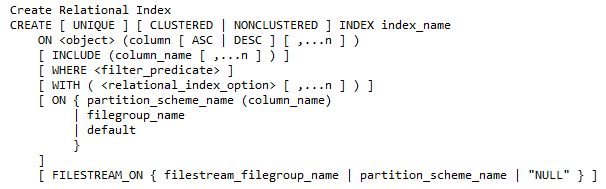 Create Relational Index
CREATE [ UNIQUE ] [ CLUSTERED | NONCLUSTERED ] INDEX index_name
    ON <object> (column [ ASC | DESC ] [ ,...n ] )
    [ INCLUDE (column_name [ ,...n ] ) ]
    [ WHERE <filter_predicate> ]
    [ WITH ( <relational_index_option> [ ,...n ] ) ]
    [ ON { partition_scheme_name (column_name)
         | filegroup_name
         | default
         }
    ]
    [ FILESTREAM_ON { filestream_filegroup_name | partition_scheme_name | "NULL" } ]